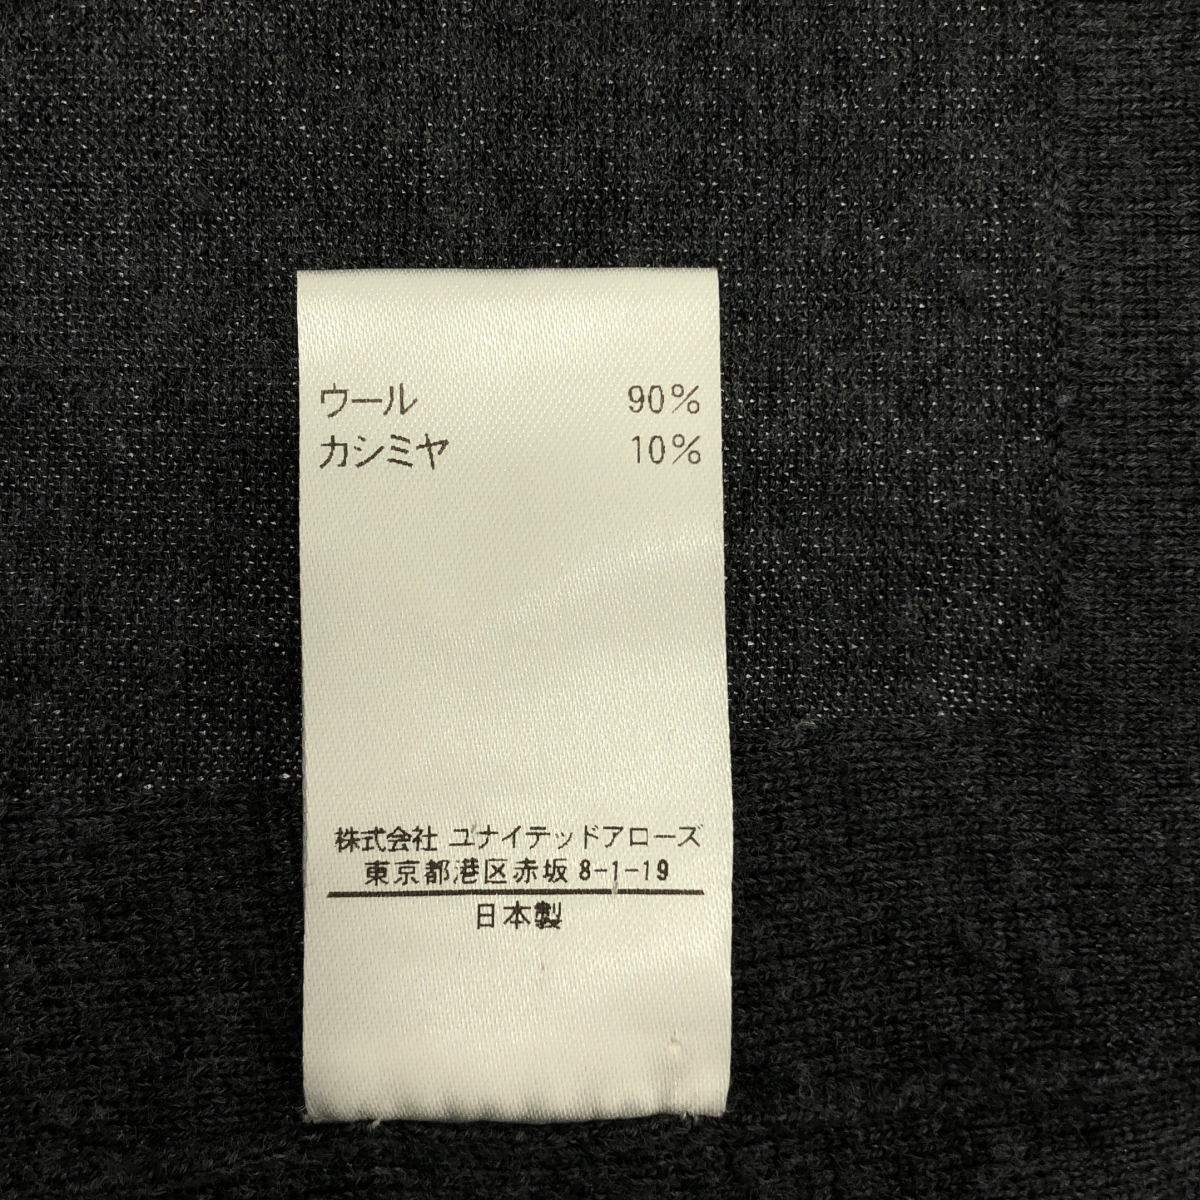 ウール 90%
カシミヤ 10%
株式会社 ユナイテッドアローズ
東京都港区赤坂 8-1-19
日本製